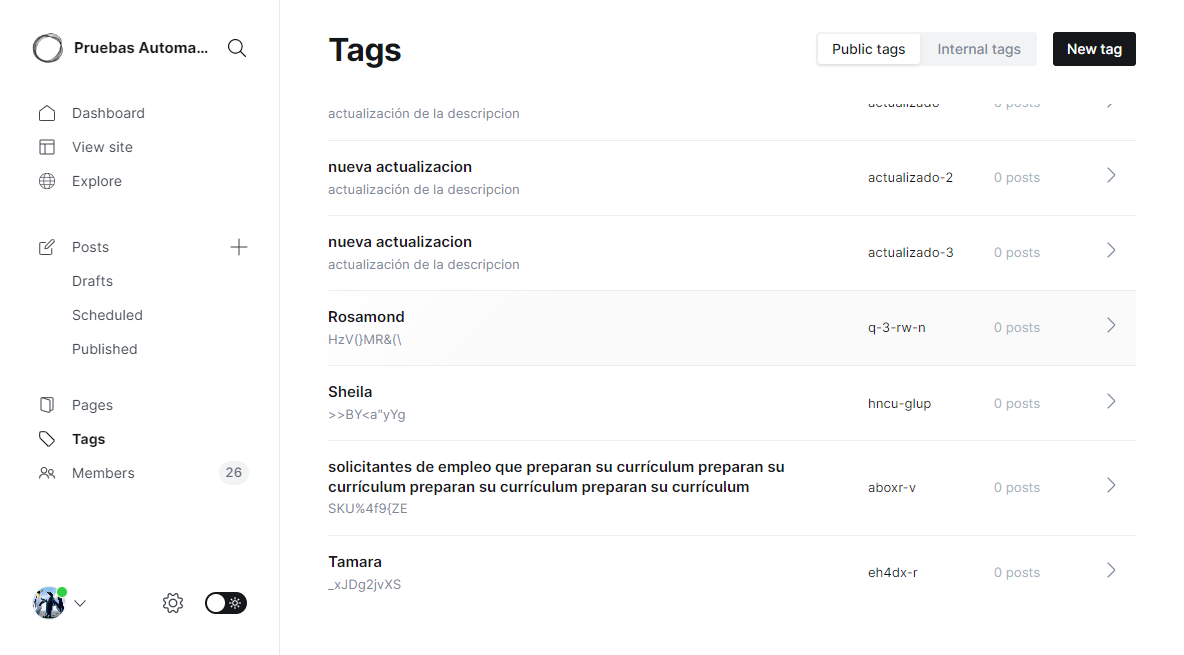 Pruebas Automa...
Tags
Public tags
Internal tags
New tag
Dashboard
View site
Explore
Posts
Drafts
Scheduled
Published
Pages
Tags
Members
26
actualización de la descripcion
actualizado
0 posts
nueva actualizacion
actualización de la descripcion
actualizado-2
0 posts
nueva actualizacion
actualización de la descripcion
actualizado-3
0 posts
Rosamond
HzV(}MR&(\
q-3-rw-n
0 posts
Sheila
>>BY<a"yYg
hncu-glup
0 posts
solicitantes de empleo que preparan su currículum preparan su
currículum preparan su currículum preparan su currículum
SKU%4f9{ZE
aboxr-v
0 posts
Tamara
_xJDg2jvXS
eh4dx-r
0 posts